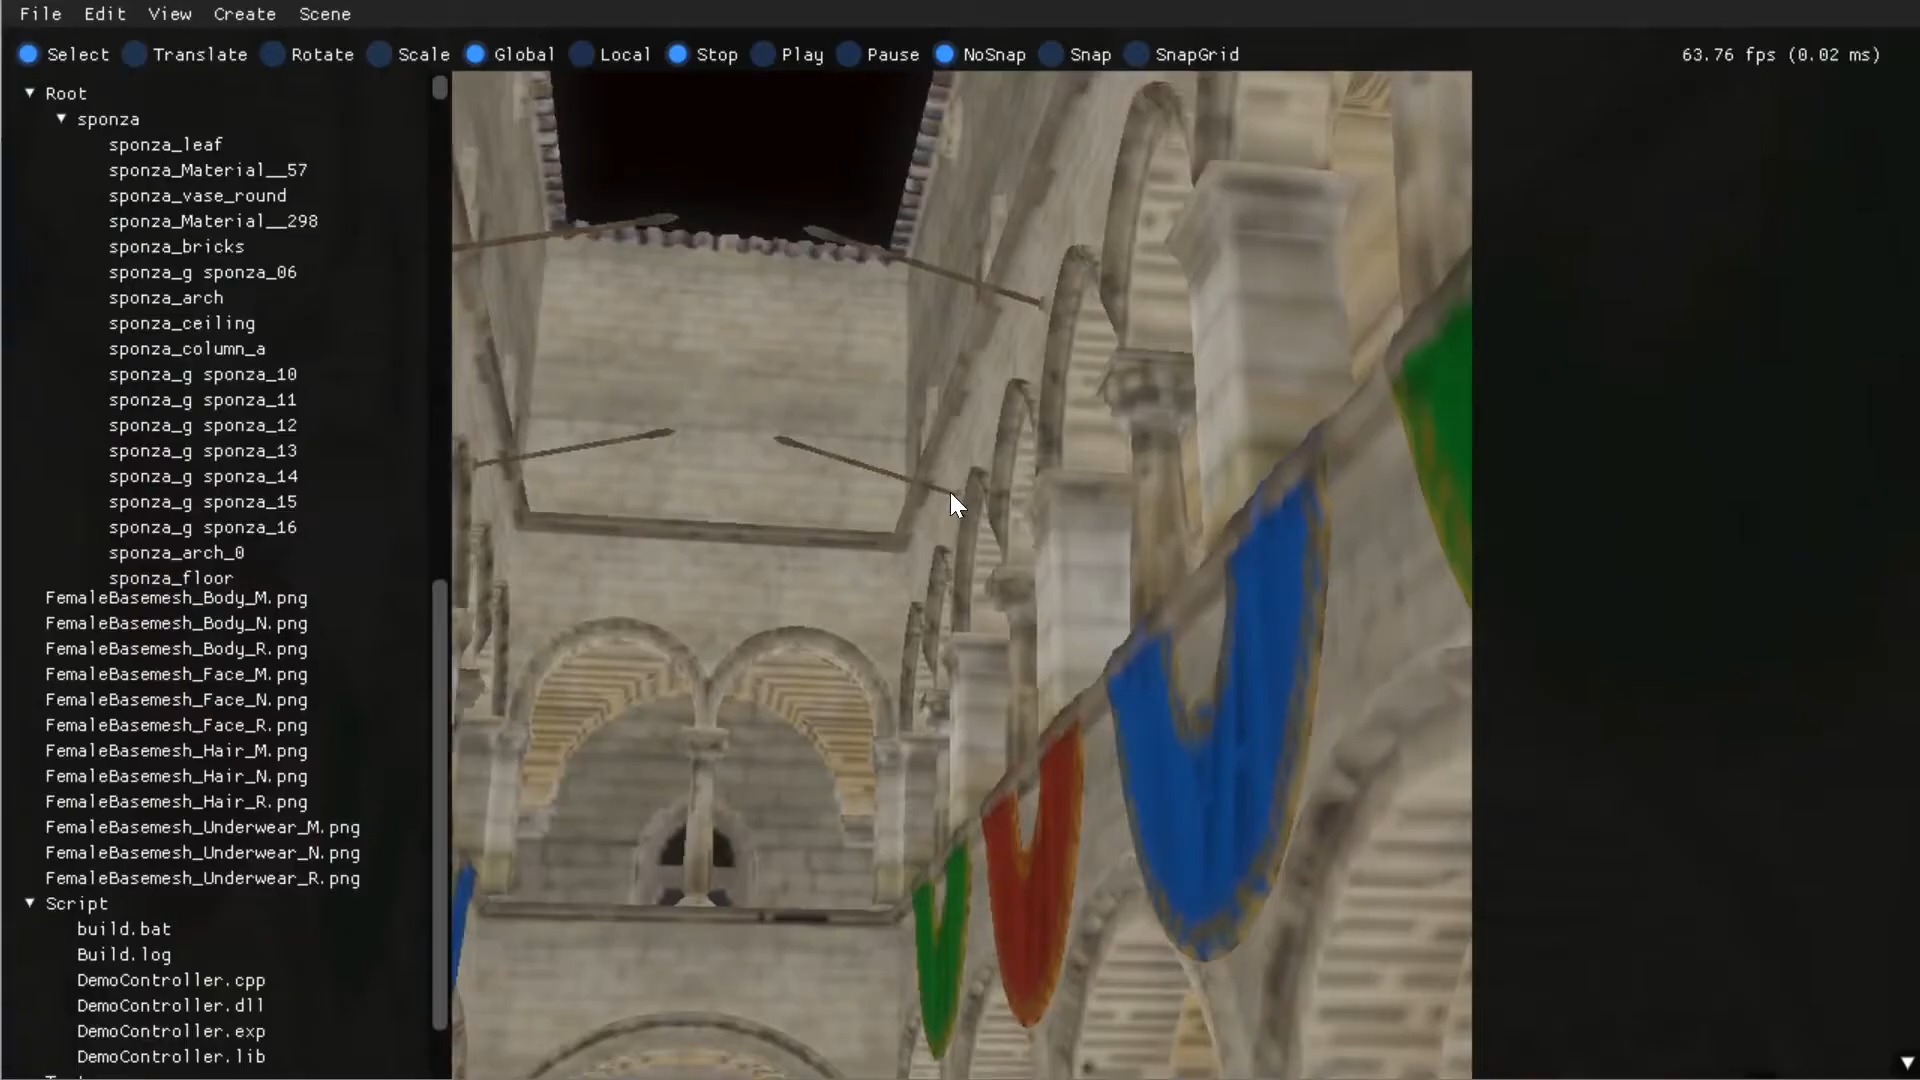 File Edit View Create Scene
Select Translate Rotate Scale Global Local Stop Play Pause NoSnap Snap SnapGrid 63.76 fps (0.02 ms)
Root
sponza
sponza_leaf
sponza_Material__57
sponza_vase_round
sponza_Material__298
sponza_bricks
sponza_g sponza_06
sponza_arch
sponza_ceiling
sponza_column_a
sponza_g sponza_10
sponza_g sponza_11
sponza_g sponza_12
sponza_g sponza_13
sponza_g sponza_14
sponza_g sponza_15
sponza_g sponza_16
sponza_arch_0
sponza_floor
FemaleBasemesh_Body_M.png
FemaleBasemesh_Body_N.png
FemaleBasemesh_Body_R.png
FemaleBasemesh_Face_M.png
FemaleBasemesh_Face_N.png
FemaleBasemesh_Face_R.png
FemaleBasemesh_Hair_M.png
FemaleBasemesh_Hair_N.png
FemaleBasemesh_Hair_R.png
FemaleBasemesh_Underwear_M.png
FemaleBasemesh_Underwear_N.png
FemaleBasemesh_Underwear_R.png
Script
build.bat
Build.log
DemoController.cpp
DemoController.dll
DemoController.exp
DemoController.lib